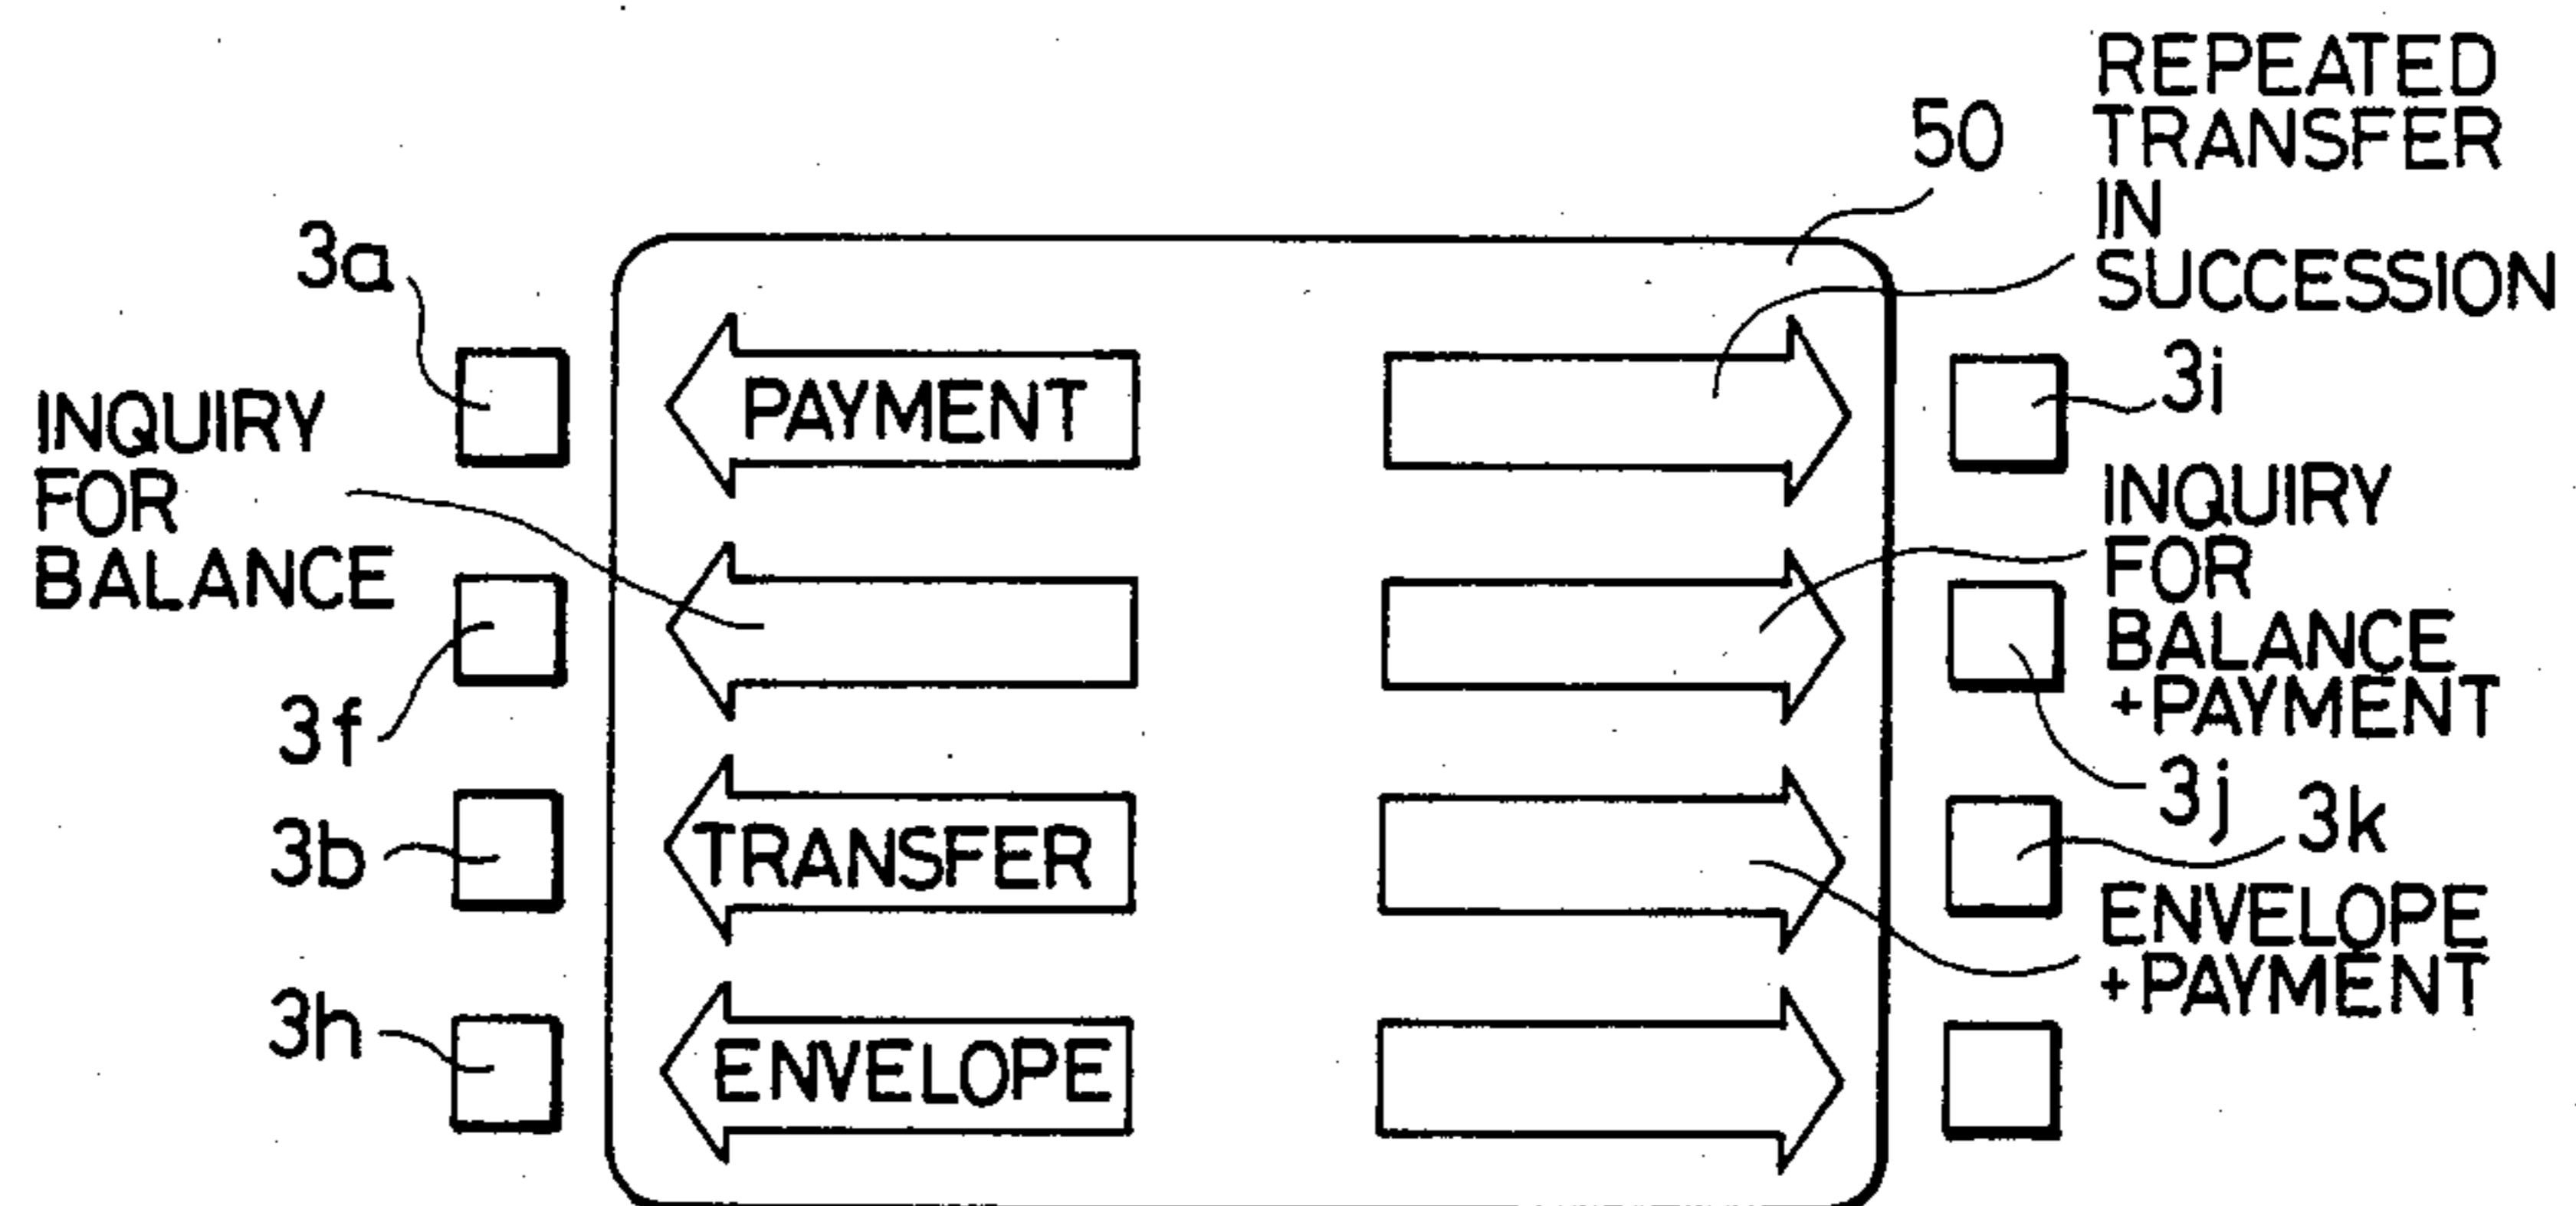 REPEATED
TRANSFER
IN
SUCCESSION
50
3a
PAYMENT
3i
INQUIRY
FOR
BALANCE
INQUIRY
FOR
BALANCE
+PAYMENT
3f
3j
3k
3b
TRANSFER
ENVELOPE
+PAYMENT
3h
ENVELOPE